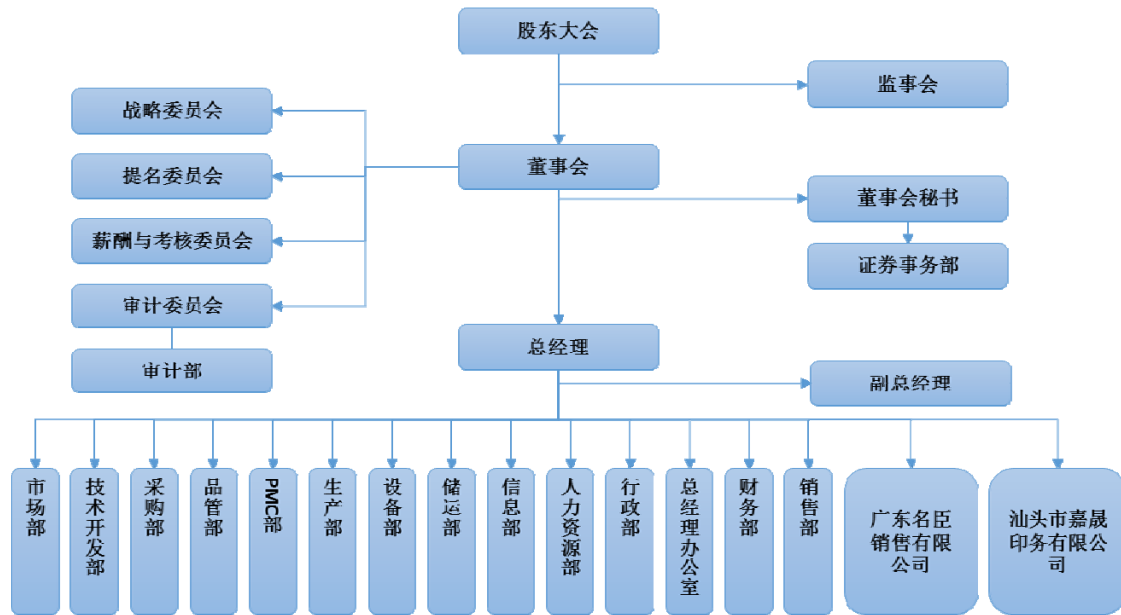 股东大会
监事会
战略委员会
董事会
提名委员会
董事会秘书
薪酬与考核委员会
证券事务部
审计委员会
总经理
审计部
副总经理
市场部
技术开发部
采购部
品管部
PMC部
生产部
设备部
储运部
信息部
人力资源部
行政部
总经理办公室
财务部
销售部
广东名臣
销售有限
公司
汕头市嘉晟
印务有限公
司